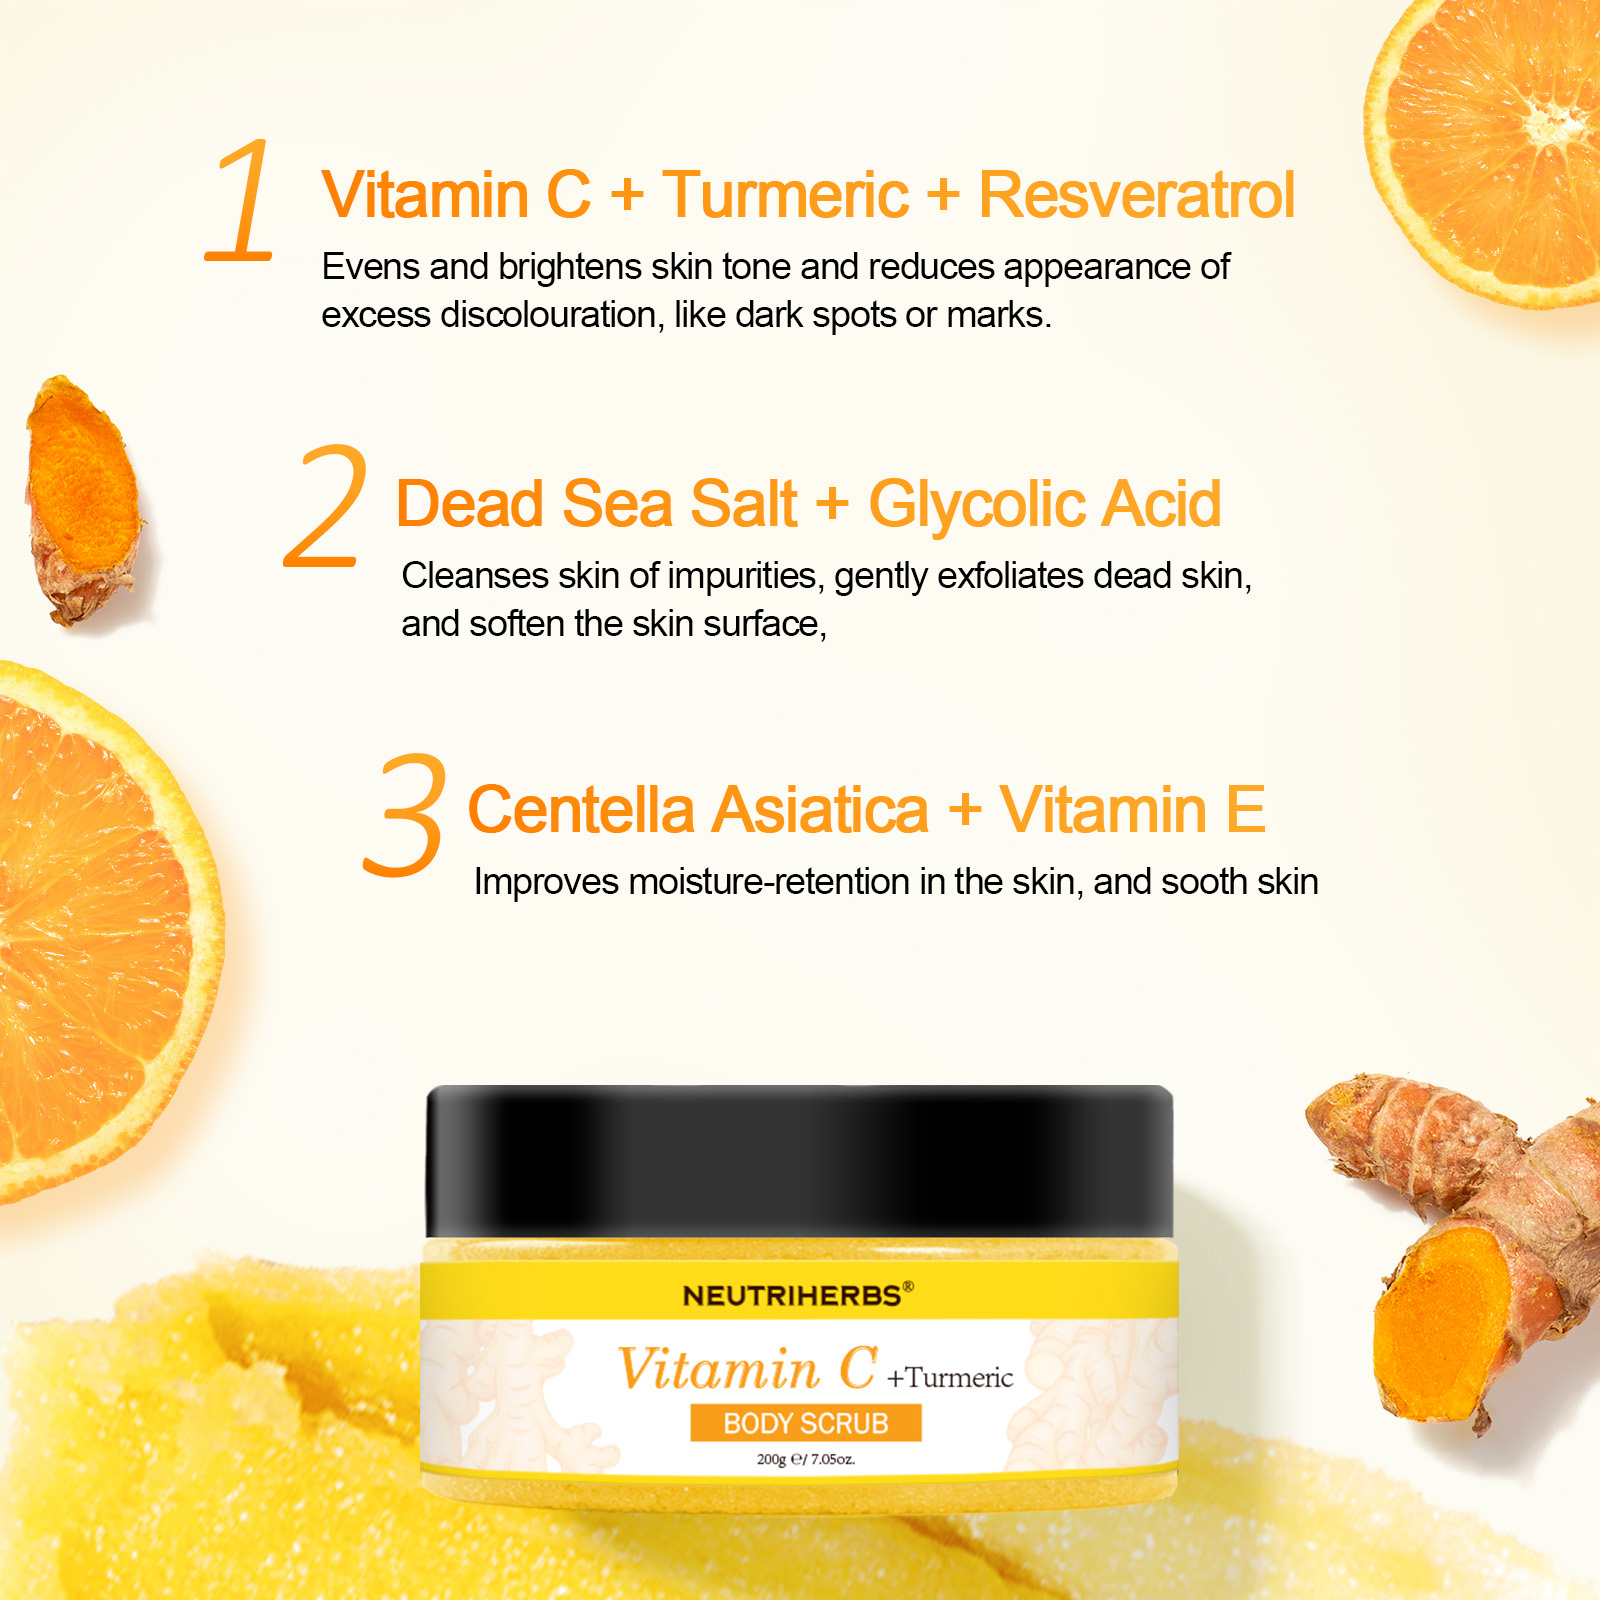 1
Vitamin C + Turmeric + Resveratrol
Evens and brightens skin tone and reduces appearance of
excess discolouration, like dark spots or marks.
2
Dead Sea Salt + Glycolic Acid
Cleanses skin of impurities, gently exfoliates dead skin,
and soften the skin surface,
3
Centella Asiatica + Vitamin E
Improves moisture-retention in the skin, and sooth skin
NEUTRIHERBS®
Vitamin C +Turmeric
BODY SCRUB
200g ℮/ 7.05oz.